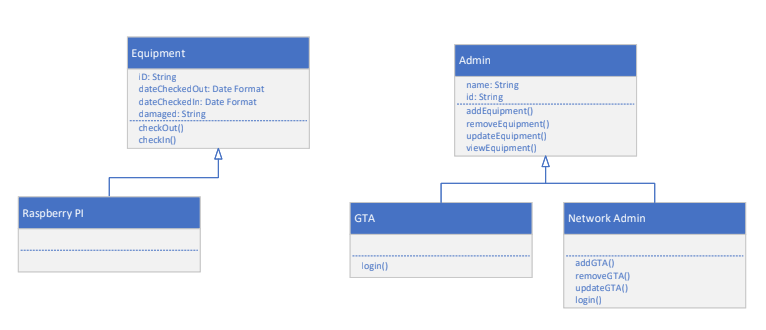 Equipment
iD: String
dateCheckedOut: Date Format
dateCheckedIn: Date Format
damaged: String
checkOut()
checkIn()
Admin
name: String
id: String
addEquipment()
removeEquipment()
updateEquipment()
viewEquipment()
Raspberry PI
GTA
login()
Network Admin
addGTA()
removeGTA()
updateGTA()
login()